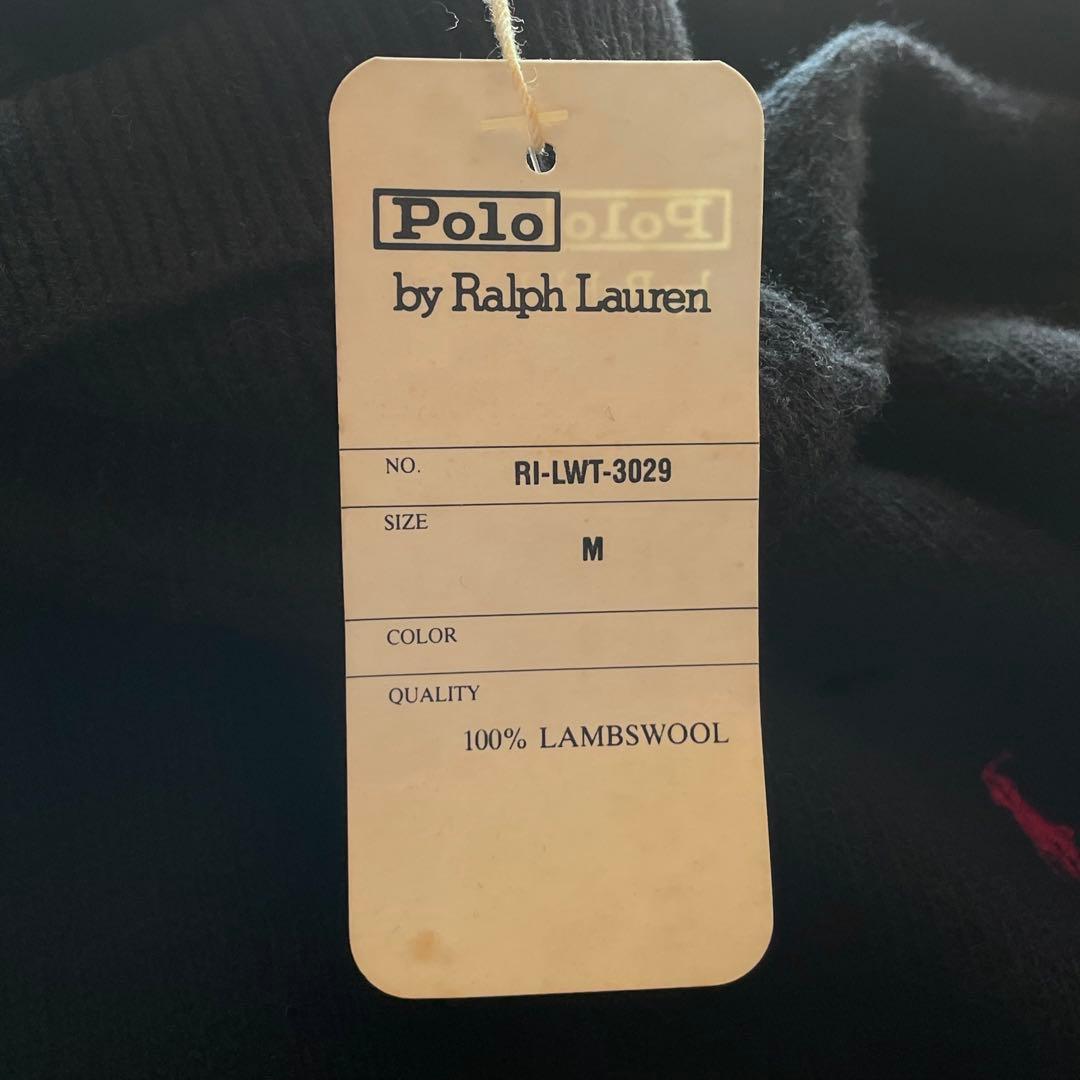 Polo
by Ralph Lauren
NO. RI-LWT-3029
SIZE
M
COLOR
QUALITY
100% LAMBSWOOL